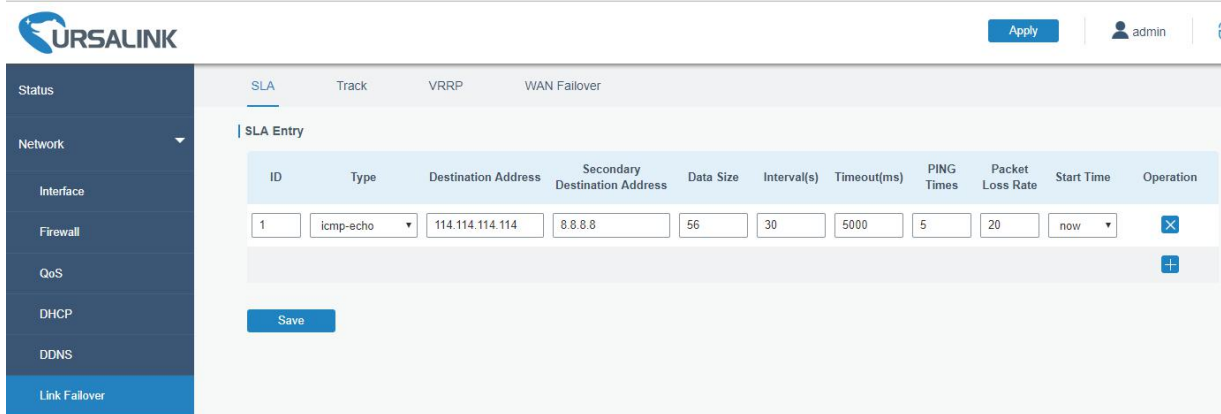 URSALINK
Apply
admin
Status
SLA Track VRRP WAN Failover
SLA Entry
Network
ID Type Destination Address Secondary Destination Address Data Size Interval(s) Timeout(ms) PING Times Packet Loss Rate Start Time Operation
Interface
1 icmp-echo 114.114.114.114 8.8.8.8 56 30 5000 5 20 now
Firewall
QoS
DHCP
Save
DDNS
Link Failover